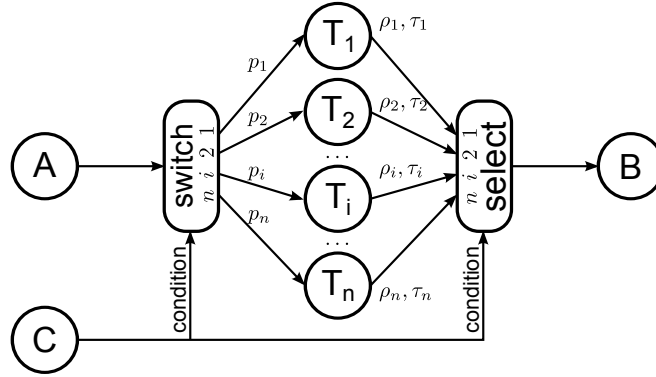 ρ₁, τ₁
T₁
p₁
ρ₂, τ₂
T₂
p₂
...
A
switch
1
2
i
n
select
1
2
i
n
B
pᵢ
Tᵢ
ρᵢ, τᵢ
...
pₙ
Tₙ
ρₙ, τₙ
condition
condition
C